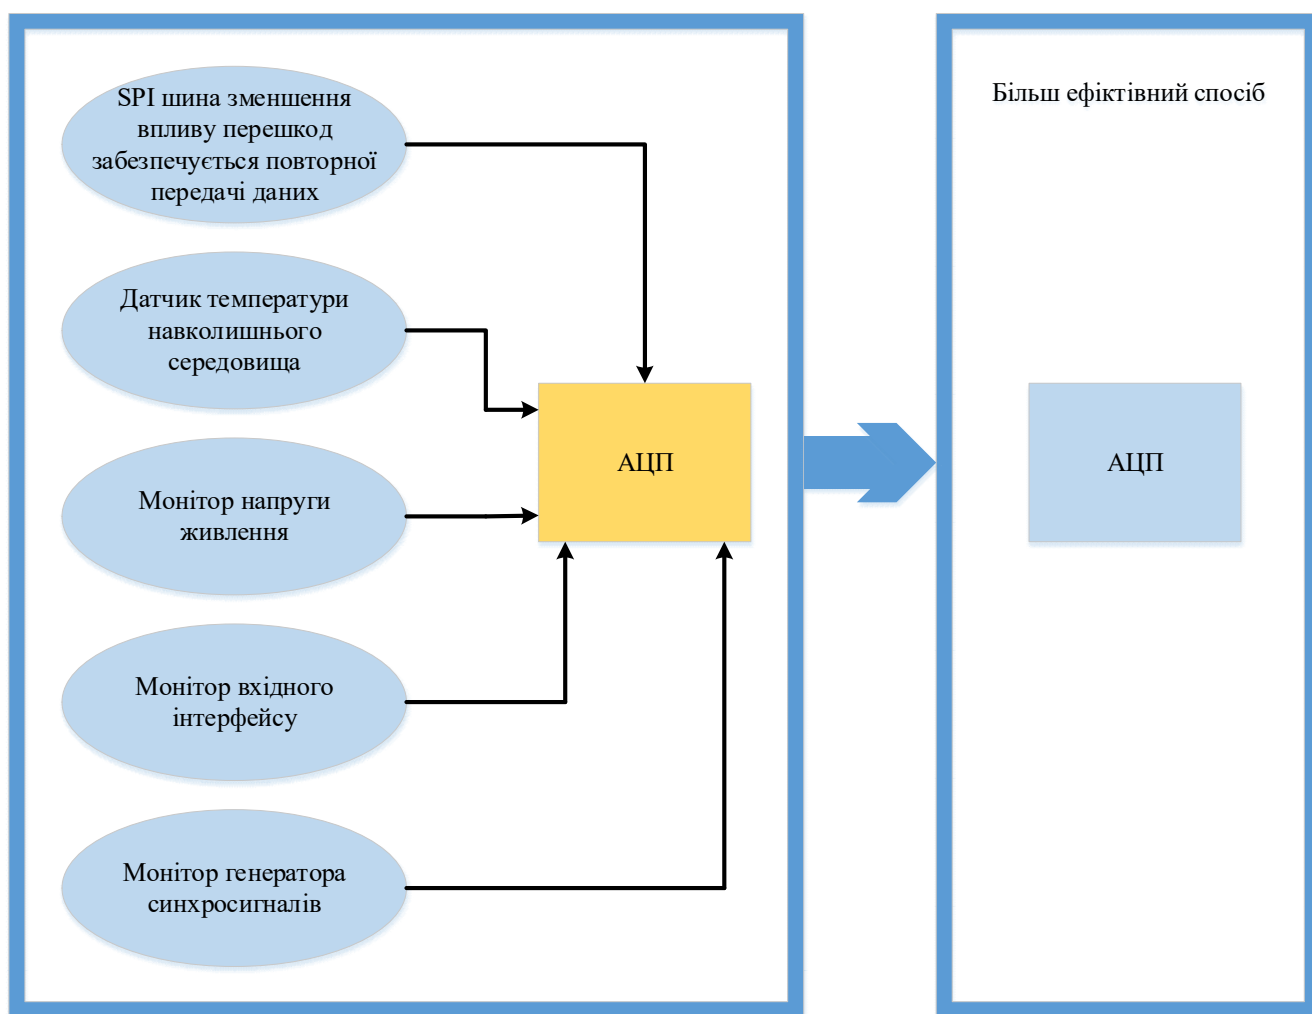 SPI шина зменшення
впливу перешкод
забезпечується повторної
передачі даних
Датчик температури
навколишнього
середовища
Монітор напруги
живлення
Монітор вхідного
інтерфейсу
Монітор генератора
синхросигналів
АЦП
Більш ефіктівний спосіб
АЦП